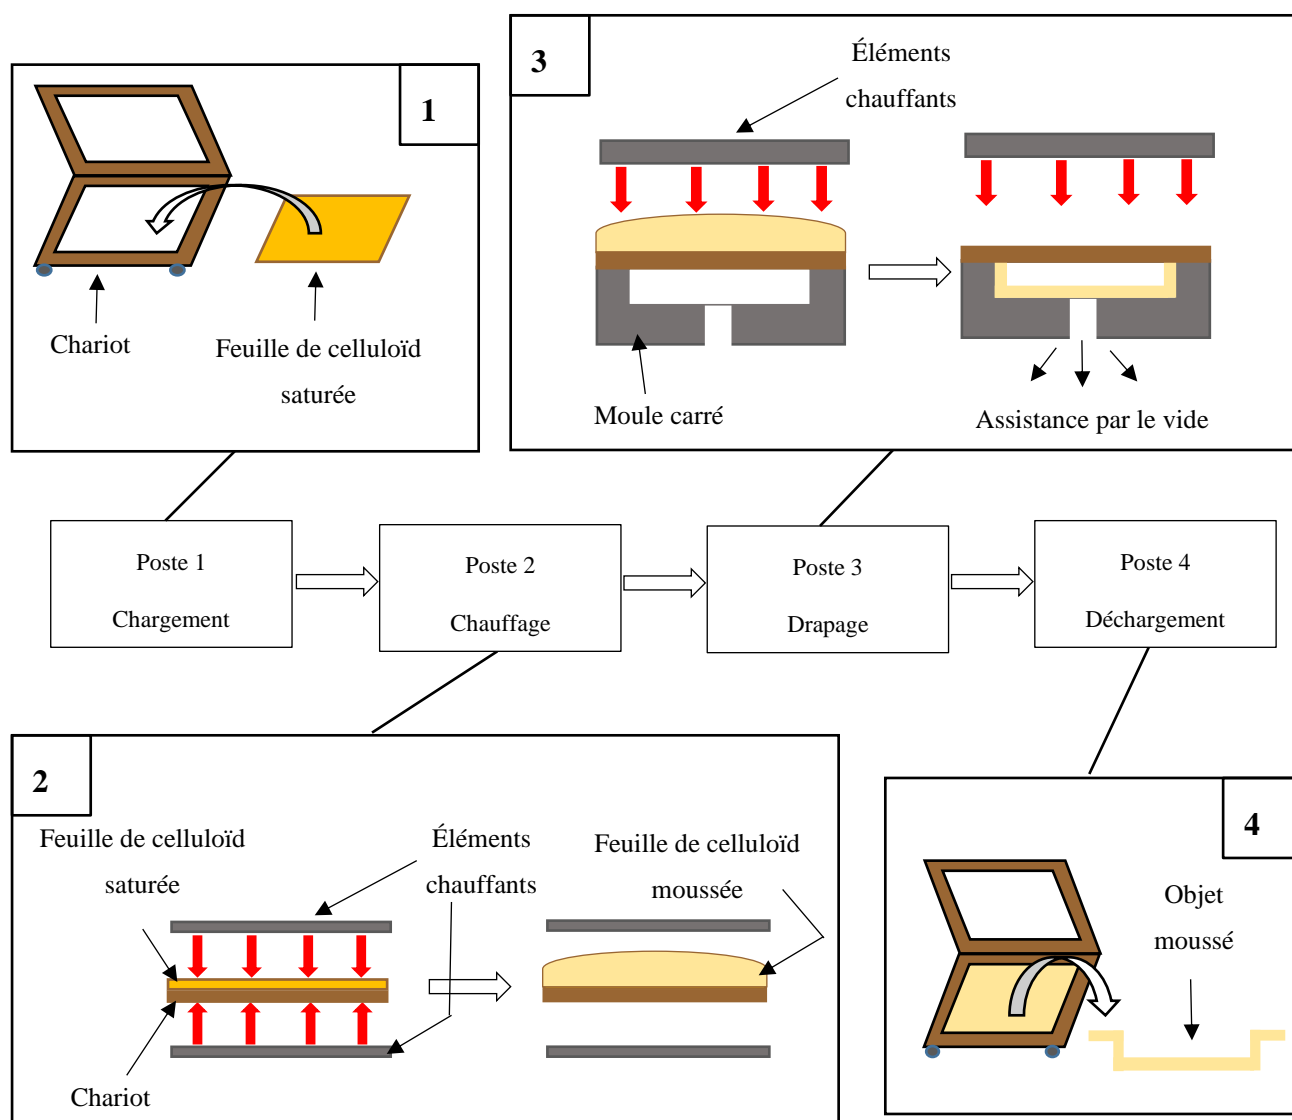 1
Chariot
Feuille de celluloïd
saturée
3
Éléments
chauffants
Moule carré
Assistance par le vide
Poste 1
Chargement
Poste 2
Chauffage
Poste 3
Drapage
Poste 4
Déchargement
2
Feuille de celluloïd
saturée
Éléments
chauffants
Feuille de celluloïd
moussée
Chariot
4
Objet
moussé